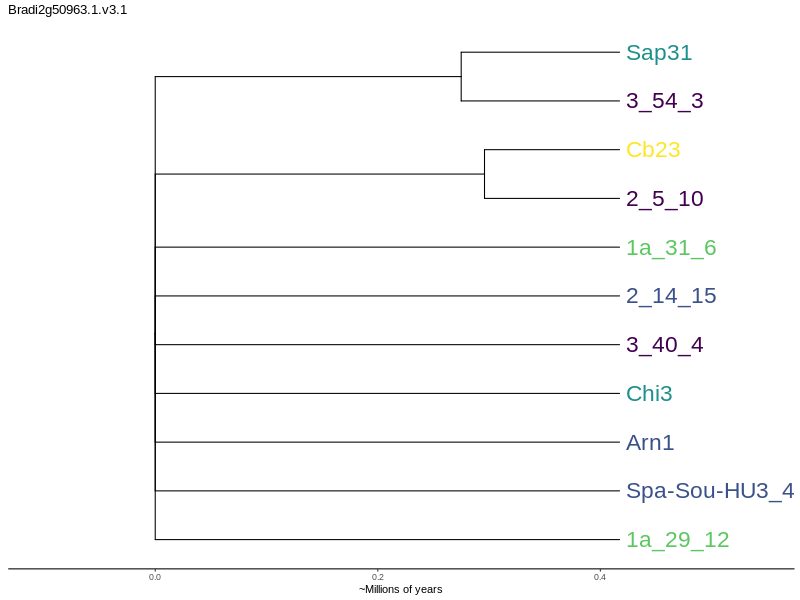 Bradi2g50963.1.v3.1
Sap31
3_54_3
Cb23
2_5_10
1a_31_6
2_14_15
3_40_4
Chi3
Arn1
Spa-Sou-HU3_4
1a_29_12
0.0 0.2 0.4
~Millions of years